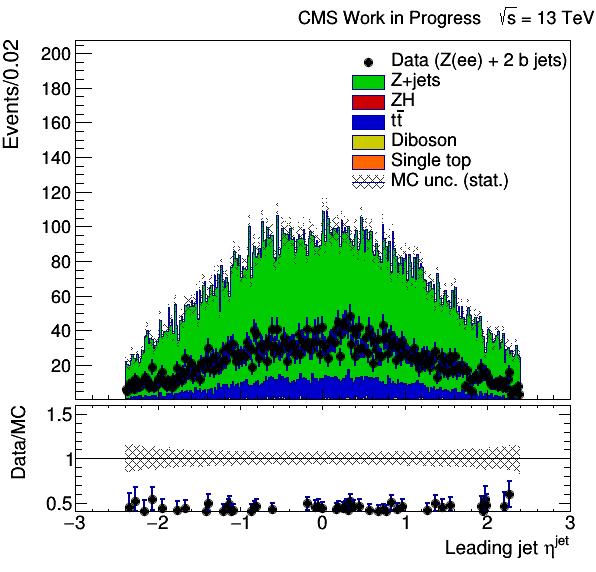 CMS Work in Progress √s = 13 TeV
Events/0.02
200
180
160
140
120
100
80
60
40
20
Data (Z(ee) + 2 b jets)
Z+jets
ZH
tt̄
Diboson
Single top
MC unc. (stat.)
Data/MC
1.5
1
0.5
−3 −2 −1 0 1 2 3
Leading jet η^jet